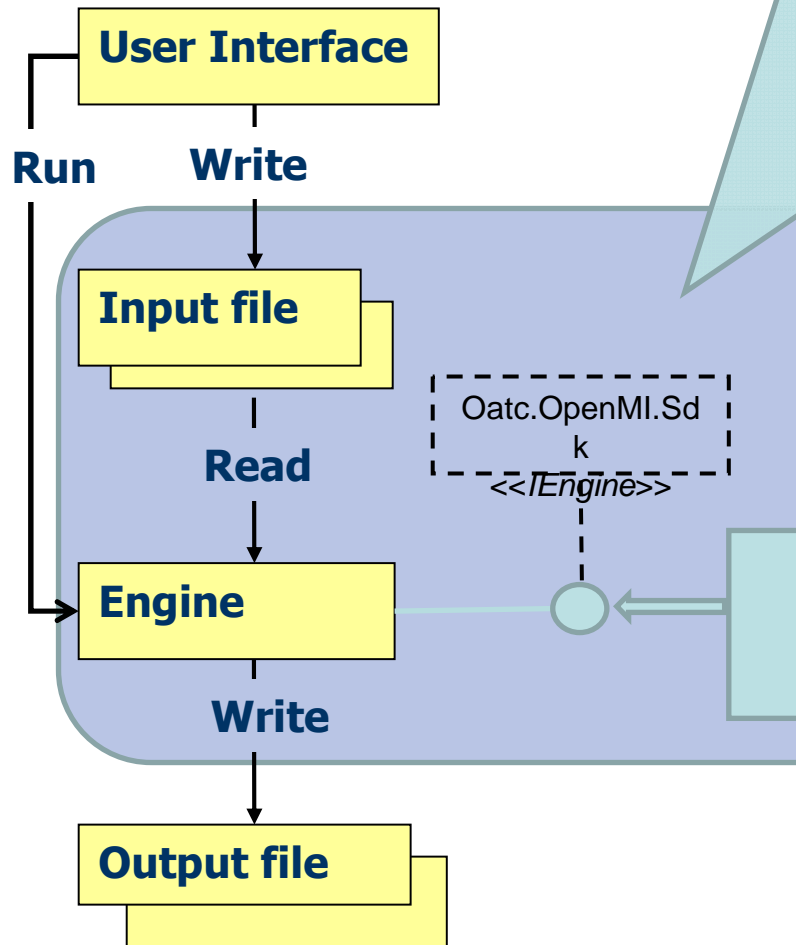 User Interface
Run
Write
Input file
Oatc.OpenMI.Sd
k
<<IEngine>>
Read
Engine
Write
Output file